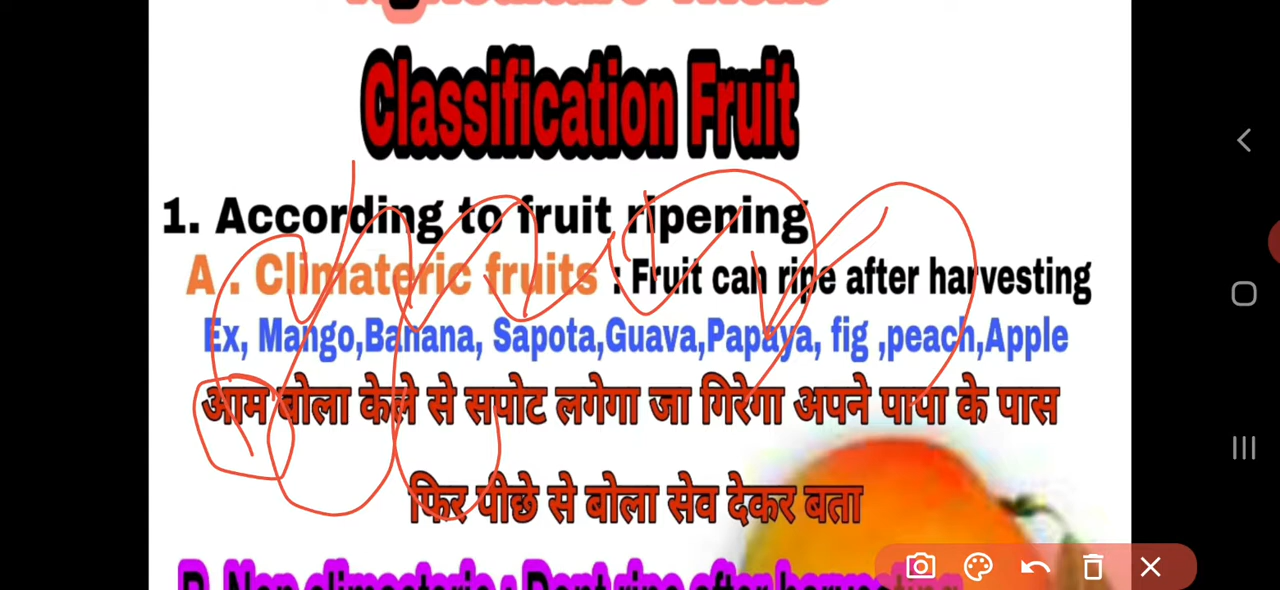 Classification Fruit
1. According to fruit ripening
A . Climateric fruits : Fruit can ripe after harvesting
Ex, Mango,Banana, Sapota,Guava,Papaya, fig ,peach,Apple
आम बोला केले से सपोट लगेगा जा गिरेगा अपने पापा के पास
फिर पीछे से बोला सेव देकर बता